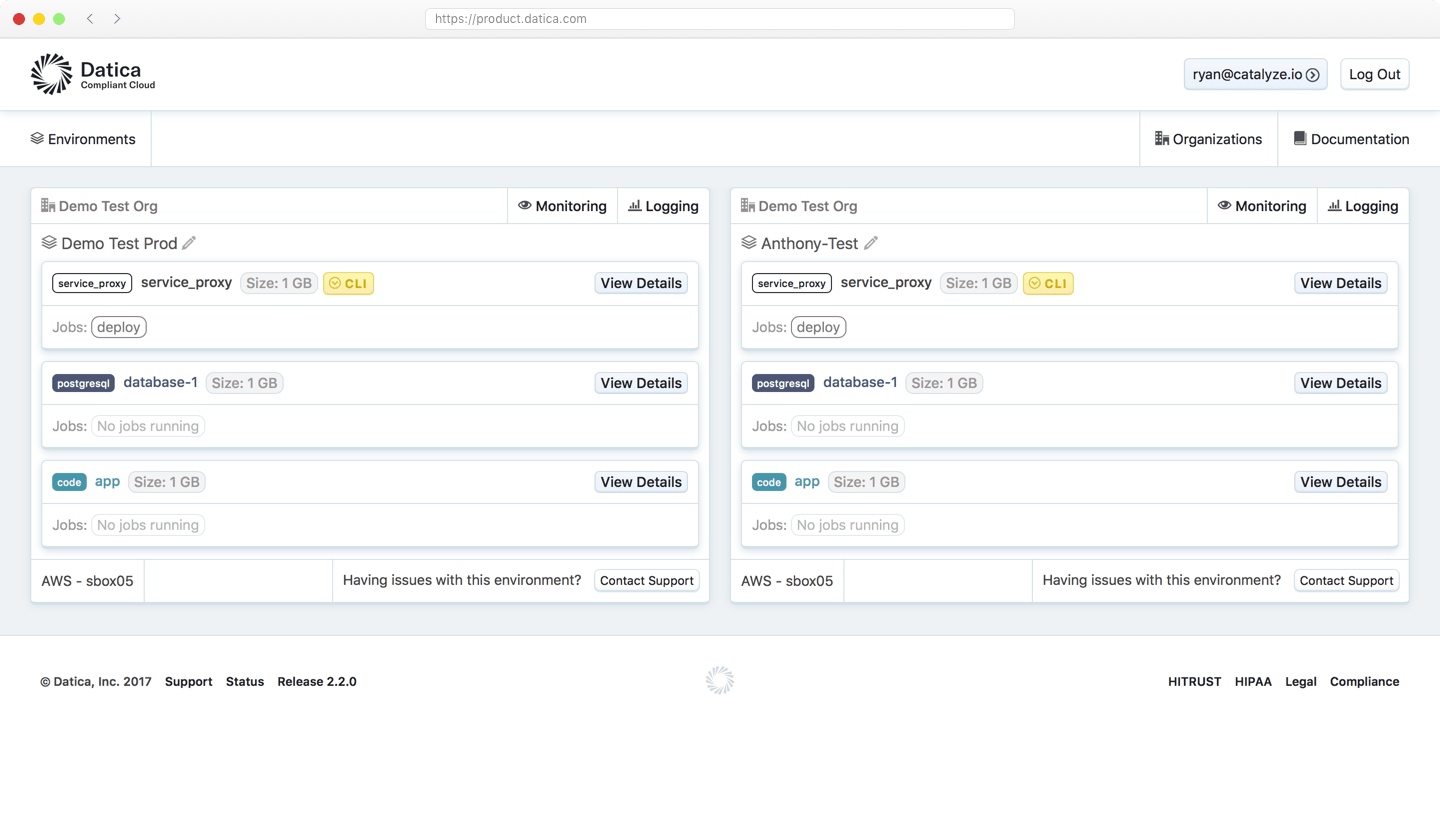 https://product.datica.com
Datica
Compliant Cloud
ryan@catalyze.io
Log Out
Environments
Organizations
Documentation
Demo Test Org
Monitoring
Logging
Demo Test Prod
service_proxy service_proxy Size: 1 GB CLI View Details
Jobs: deploy
postgresql database-1 Size: 1 GB View Details
Jobs: No jobs running
code app Size: 1 GB View Details
Jobs: No jobs running
AWS - sbox05
Having issues with this environment? Contact Support
Demo Test Org
Monitoring
Logging
Anthony-Test
service_proxy service_proxy Size: 1 GB CLI View Details
Jobs: deploy
postgresql database-1 Size: 1 GB View Details
Jobs: No jobs running
code app Size: 1 GB View Details
Jobs: No jobs running
AWS - sbox05
Having issues with this environment? Contact Support
© Datica, Inc. 2017 Support Status Release 2.2.0
HITRUST HIPAA Legal Compliance